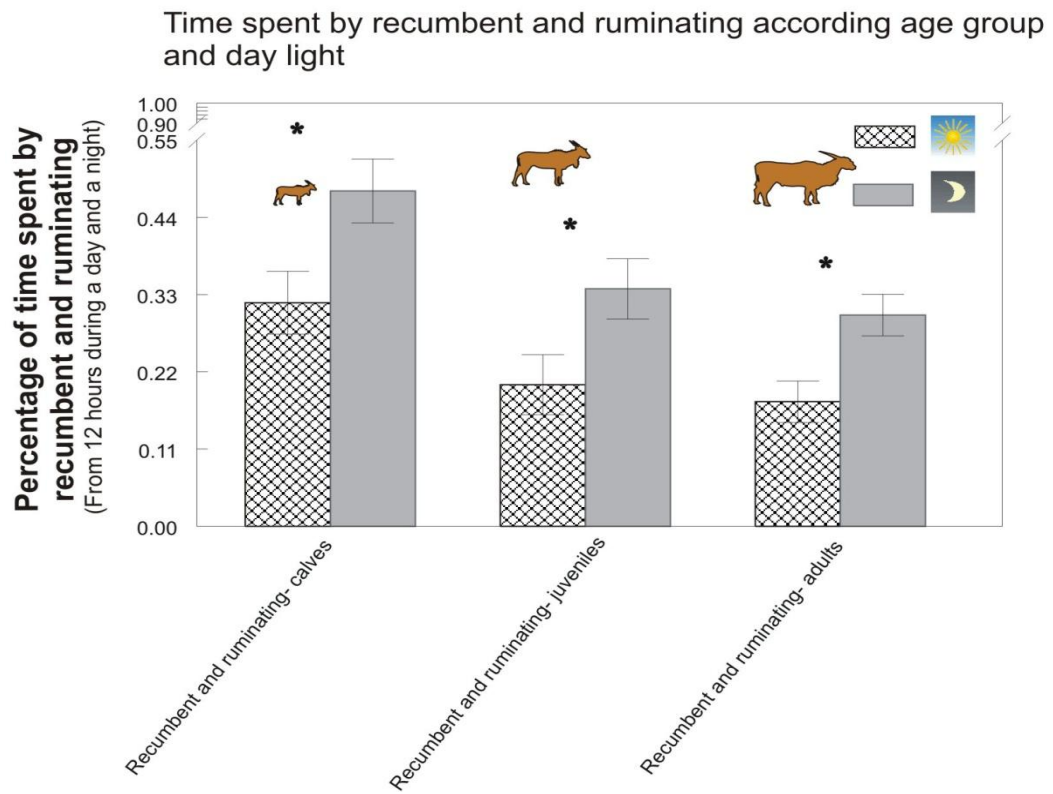 Time spent by recumbent and ruminating according age group
and day light
Percentage of time spent by
recumbent and ruminating
(From 12 hours during a day and a night)
1.00
0.90
0.55
0.44
0.33
0.22
0.11
0.00
*
*
*
Recumbent and ruminating- calves
Recumbent and ruminating- juveniles
Recumbent and ruminating- adults